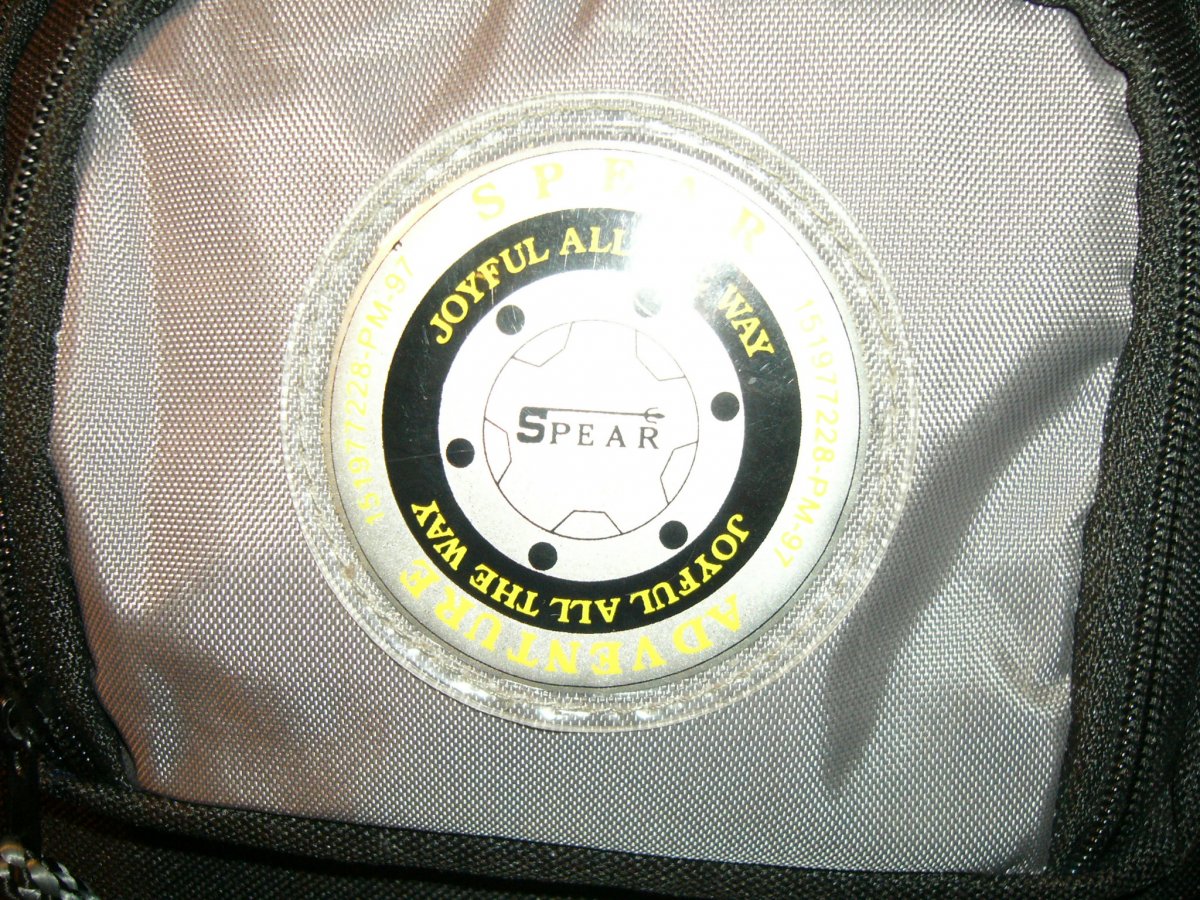 SPEAR
JOYFUL ALL WAY
151977228-PM-97
151977228-PM-97
SPEAR
JOYFUL ALL THE WAY
ADVENTURE